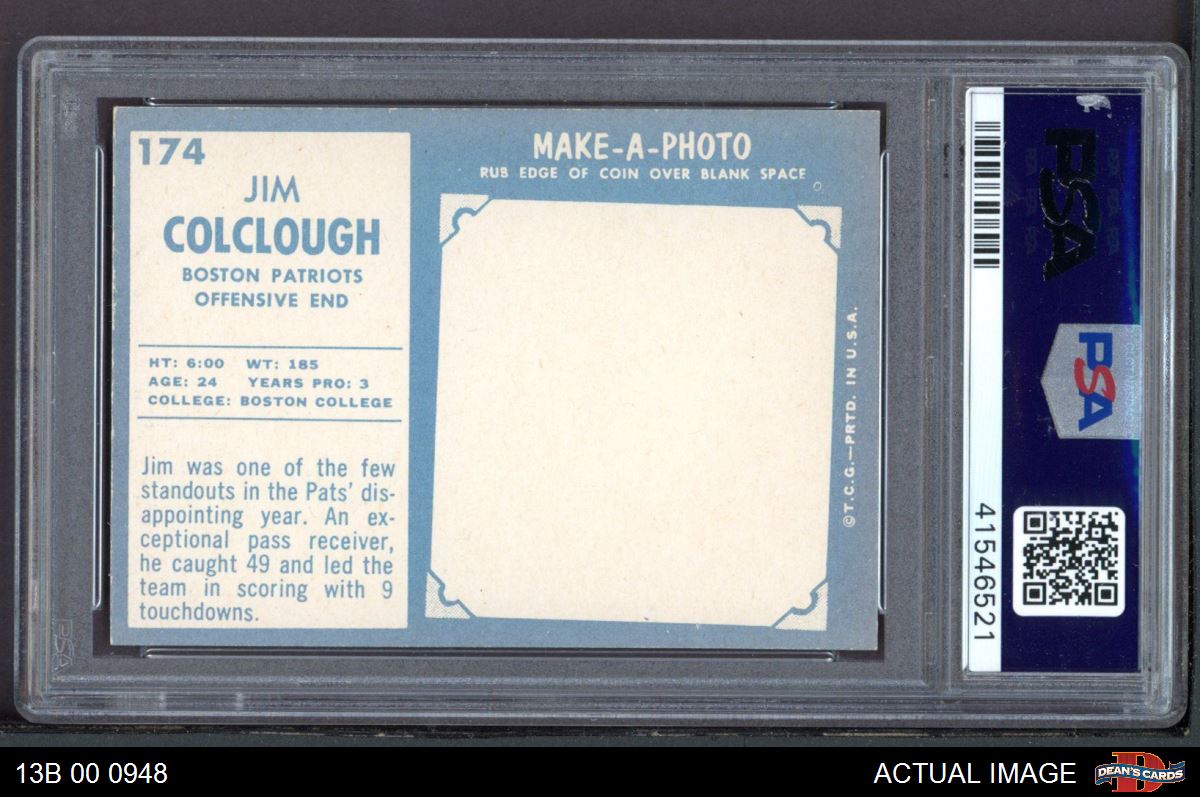 174
JIM
COLCLOUGH
BOSTON PATRIOTS
OFFENSIVE END
HT: 6:00 WT: 185
AGE: 24 YEARS PRO: 3
COLLEGE: BOSTON COLLEGE
Jim was one of the few
standouts in the Pats' dis-
appointing year. An ex-
ceptional pass receiver,
he caught 49 and led the
team in scoring with 9
touchdowns.
MAKE-A-PHOTO
RUB EDGE OF COIN OVER BLANK SPACE
©T.C.G.—PRTD. IN U.S.A.
PSA
PSA
41546521
PSA
13B 00 0948
ACTUAL IMAGE
DEAN'S CARDS